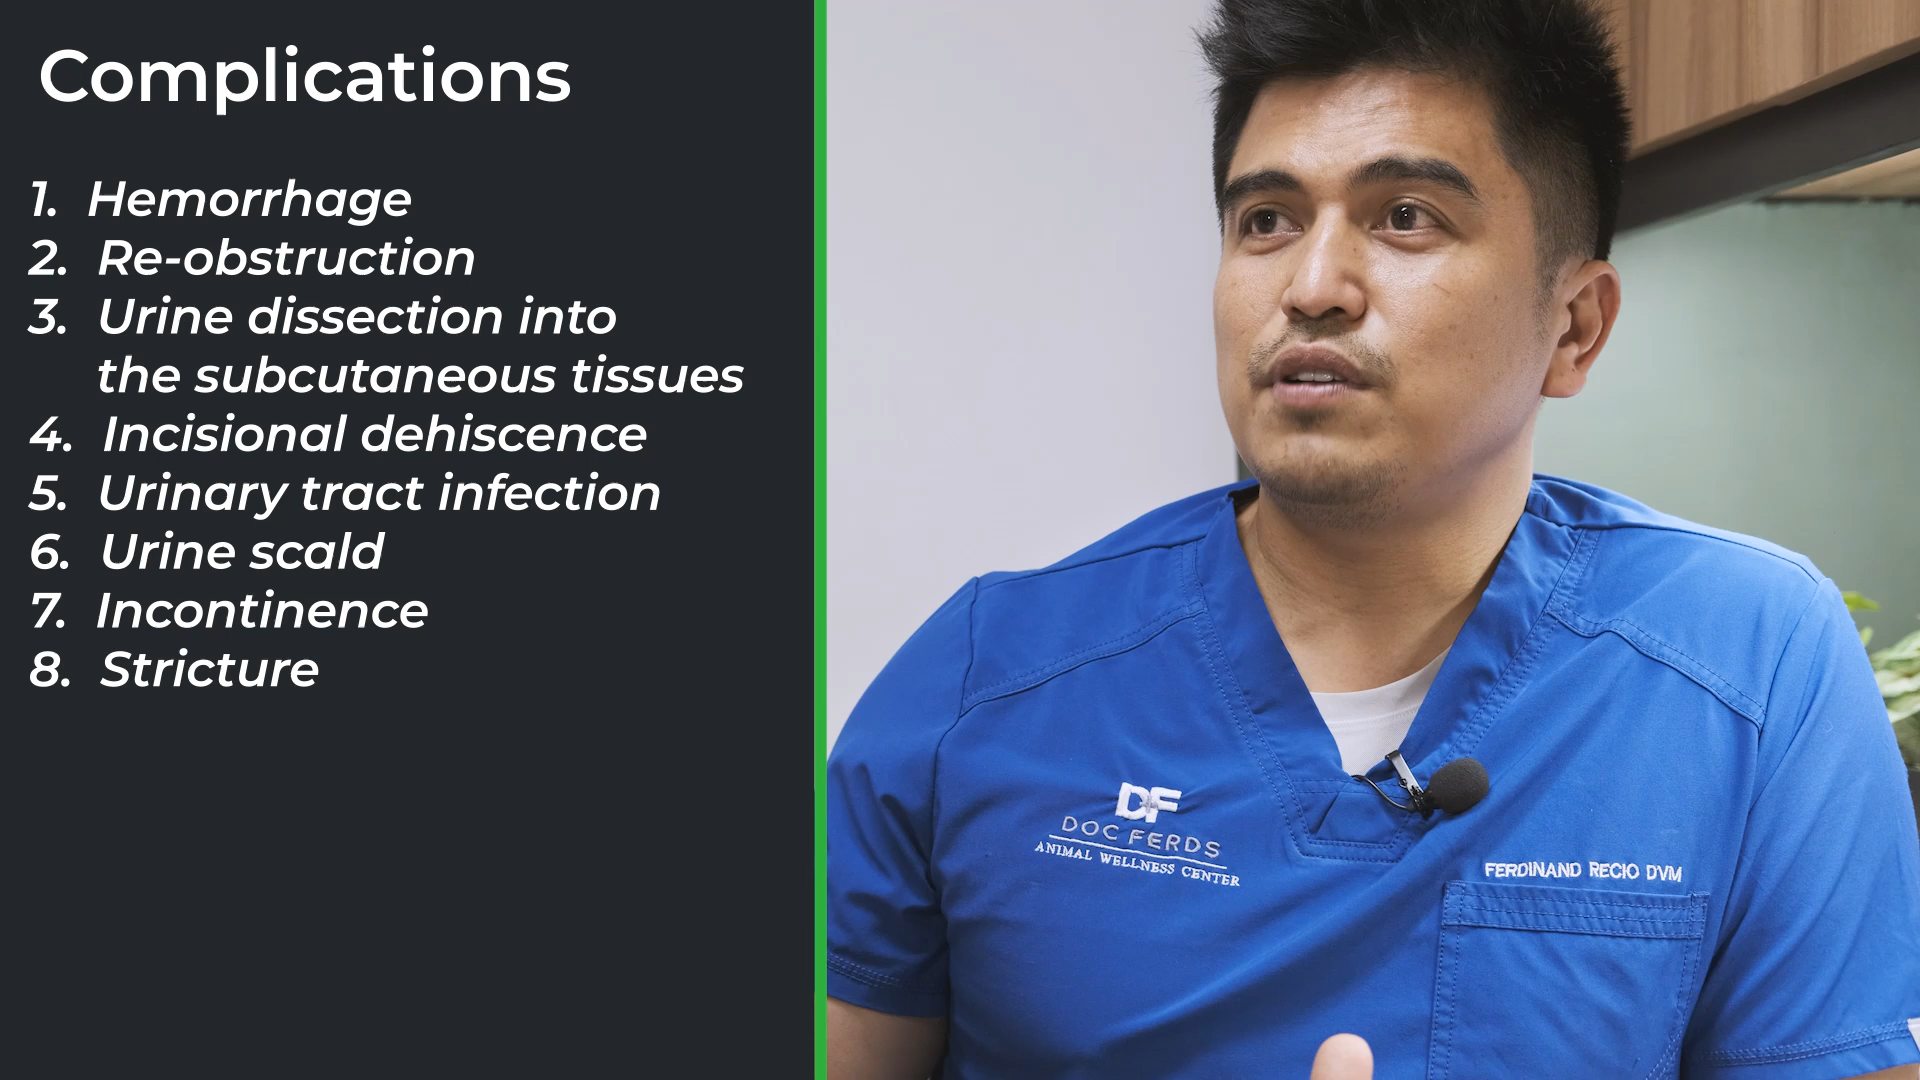 Complications
1. Hemorrhage
2. Re-obstruction
3. Urine dissection into
the subcutaneous tissues
4. Incisional dehiscence
5. Urinary tract infection
6. Urine scald
7. Incontinence
8. Stricture
DF
DOC FERDS
ANIMAL WELLNESS CENTER
FERDINAND RECIO DVM